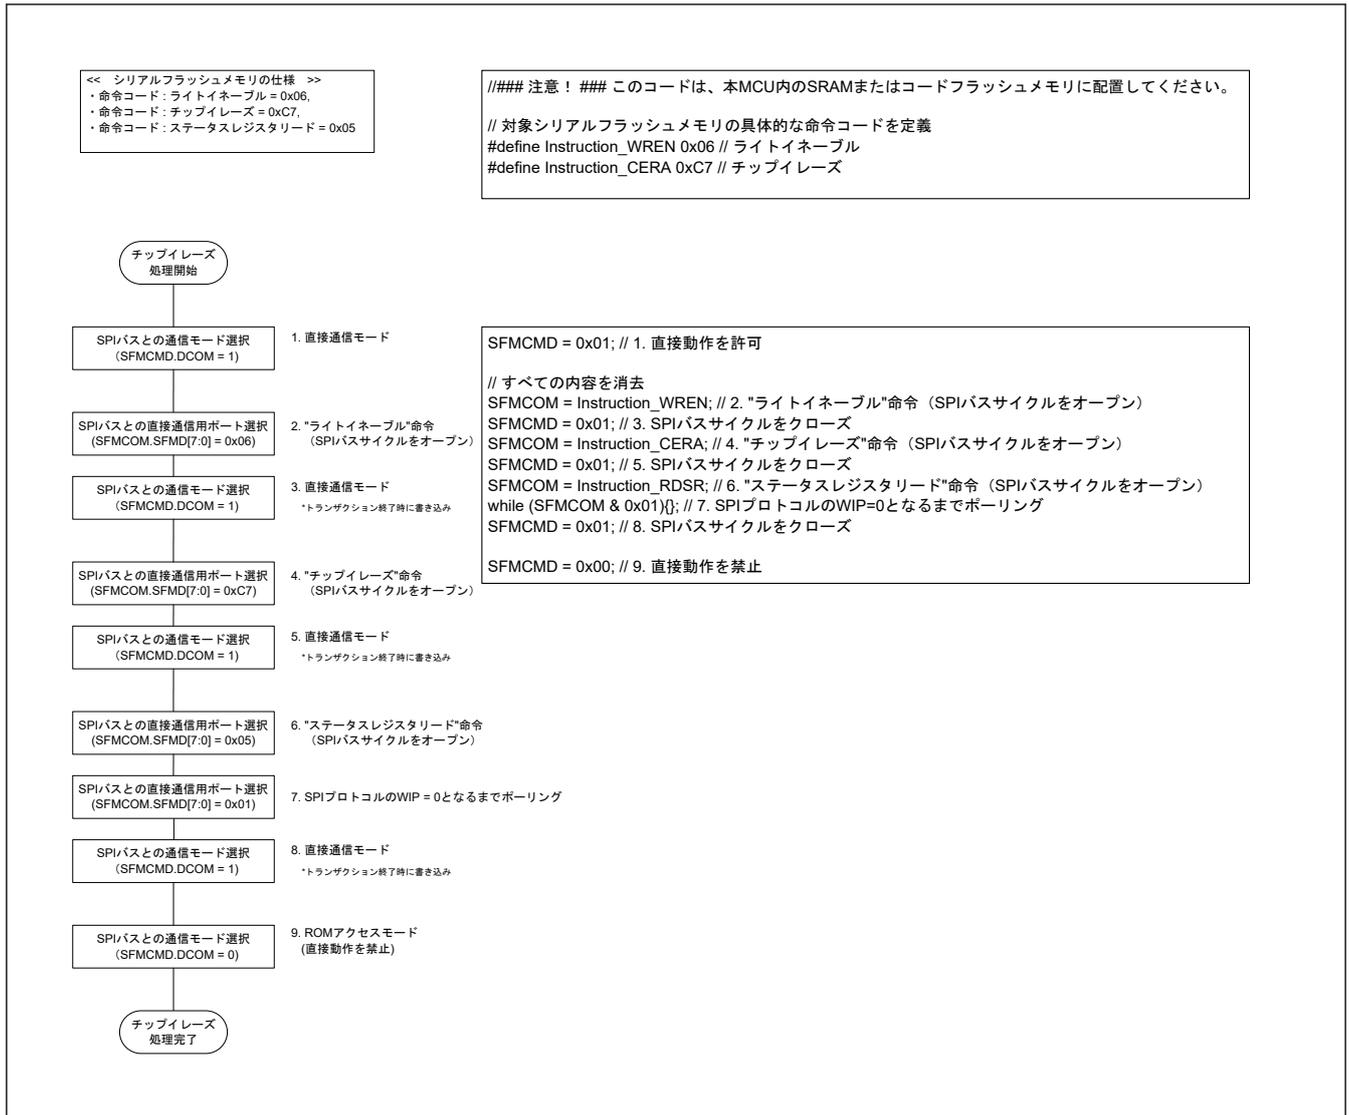 << シリアルフラッシュメモリの仕様 >>
・命令コード : ライトイネーブル = 0x06,
・命令コード : チップイレーズ = 0xC7,
・命令コード : ステータスレジスタリード = 0x05
//### 注意！ ### このコードは、本MCU内のSRAMまたはコードフラッシュメモリに配置してください。
// 対象シリアルフラッシュメモリの具体的な命令コードを定義
#define Instruction_WREN 0x06 // ライトイネーブル
#define Instruction_CERA 0xC7 // チップイレーズ
チップイレーズ
処理開始
SPIバスとの通信モード選択
（SFMCMD.DCOM = 1)
1. 直接通信モード
SPIバスとの直接通信用ポート選択
(SFMCOM.SFMD[7:0] = 0x06)
2. "ライトイネーブル"命令
（SPIバスサイクルをオープン）
SPIバスとの通信モード選択
（SFMCMD.DCOM = 1)
3. 直接通信モード
*トランザクション終了時に書き込み
SPIバスとの直接通信用ポート選択
(SFMCOM.SFMD[7:0] = 0xC7)
4. "チップイレーズ"命令
（SPIバスサイクルをオープン）
SPIバスとの通信モード選択
（SFMCMD.DCOM = 1)
5. 直接通信モード
*トランザクション終了時に書き込み
SPIバスとの直接通信用ポート選択
(SFMCOM.SFMD[7:0] = 0x05)
6. "ステータスレジスタリード"命令
（SPIバスサイクルをオープン）
SPIバスとの直接通信用ポート選択
(SFMCOM.SFMD[7:0] = 0x01)
7. SPIプロトコルのWIP = 0となるまでポーリング
SPIバスとの通信モード選択
（SFMCMD.DCOM = 1)
8. 直接通信モード
*トランザクション終了時に書き込み
SPIバスとの通信モード選択
（SFMCMD.DCOM = 0)
9. ROMアクセスモード
(直接動作を禁止)
チップイレーズ
処理完了
SFMCMD = 0x01; // 1. 直接動作を許可
// すべての内容を消去
SFMCOM = Instruction_WREN; // 2. "ライトイネーブル"命令（SPIバスサイクルをオープン）
SFMCMD = 0x01; // 3. SPIバスサイクルをクローズ
SFMCOM = Instruction_CERA; // 4. "チップイレーズ"命令（SPIバスサイクルをオープン）
SFMCMD = 0x01; // 5. SPIバスサイクルをクローズ
SFMCOM = Instruction_RDSR; // 6. "ステータスレジスタリード"命令（SPIバスサイクルをオープン）
while (SFMCOM & 0x01){}; // 7. SPIプロトコルのWIP=0となるまでポーリング
SFMCMD = 0x01; // 8. SPIバスサイクルをクローズ
SFMCMD = 0x00; // 9. 直接動作を禁止